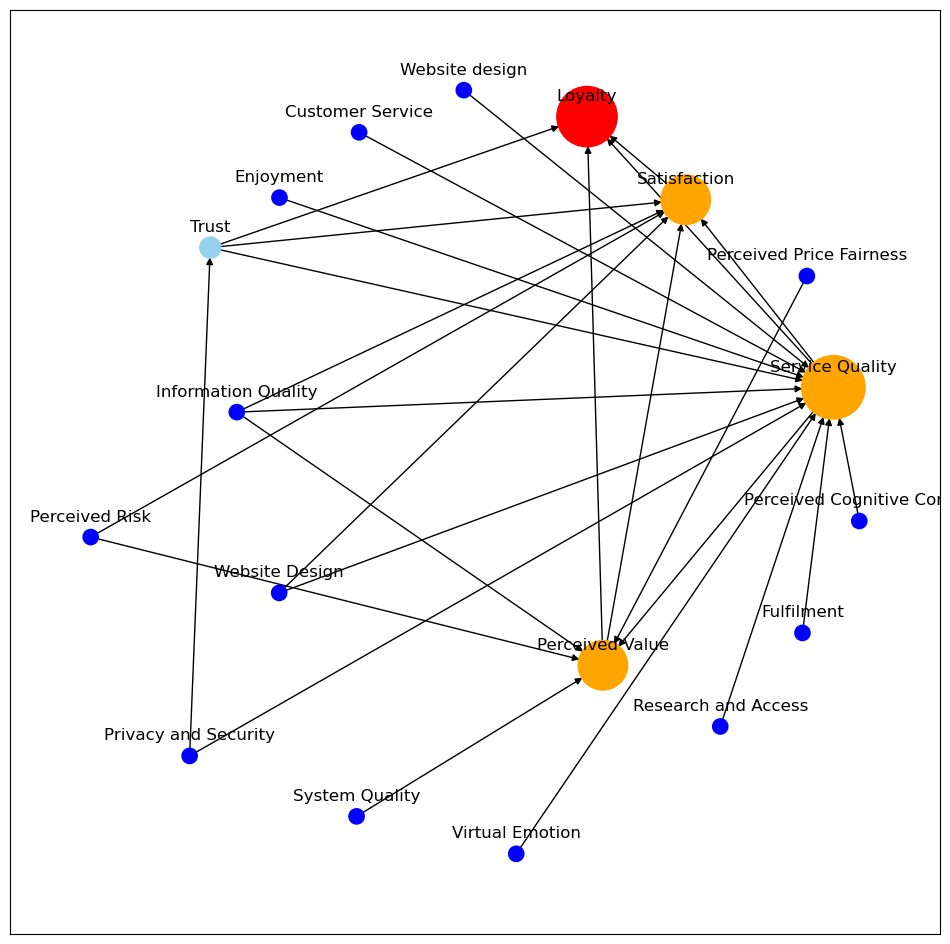 Website design
Loyalty
Customer Service
Enjoyment
Satisfaction
Trust
Perceived Price Fairness
Service Quality
Information Quality
Perceived Cognitive Con
Perceived Risk
Website Design
Fulfilment
Perceived Value
Research and Access
Privacy and Security
System Quality
Virtual Emotion